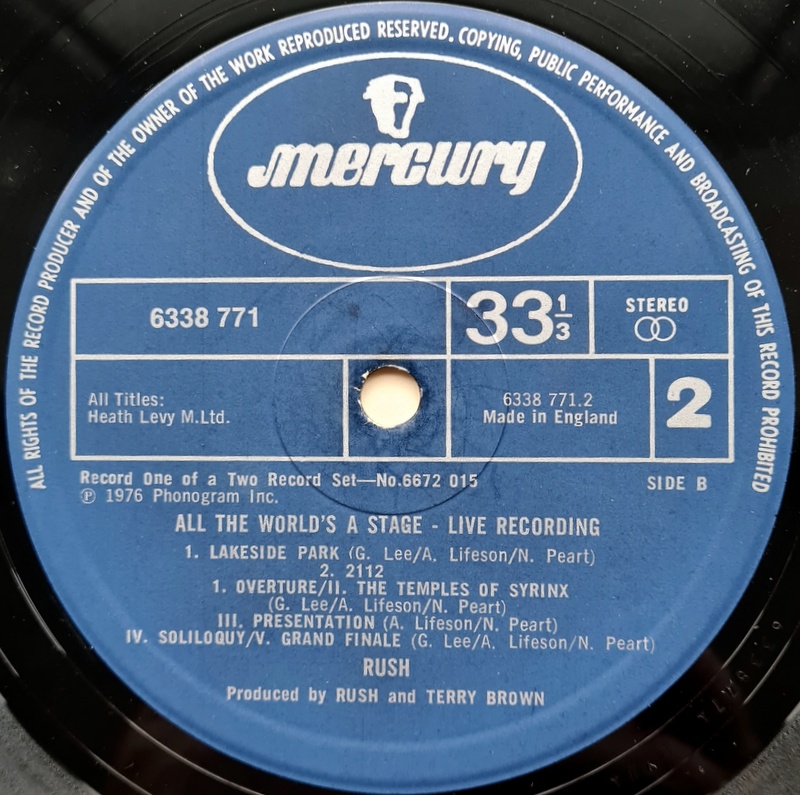 ALL RIGHTS OF THE RECORD PRODUCER AND OF THE OWNER OF THE WORK REPRODUCED RESERVED. COPYING, PUBLIC PERFORMANCE AND BROADCASTING OF THIS RECORD PROHIBITED
mercury
6338 771
33 1/3
STEREO
All Titles:
Heath Levy M.Ltd.
6338 771.2
Made in England
2
Record One of a Two Record Set—No.6672 015
SIDE B
℗ 1976 Phonogram Inc.
ALL THE WORLD'S A STAGE - LIVE RECORDING
1. LAKESIDE PARK (G. Lee/A. Lifeson/N. Peart)
2. 2112
1. OVERTURE/II. THE TEMPLES OF SYRINX
(G. Lee/A. Lifeson/N. Peart)
III. PRESENTATION (A. Lifeson/N. Peart)
IV. SOLILOQUY/V. GRAND FINALE (G. Lee/A. Lifeson/N. Peart)
RUSH
Produced by RUSH and TERRY BROWN